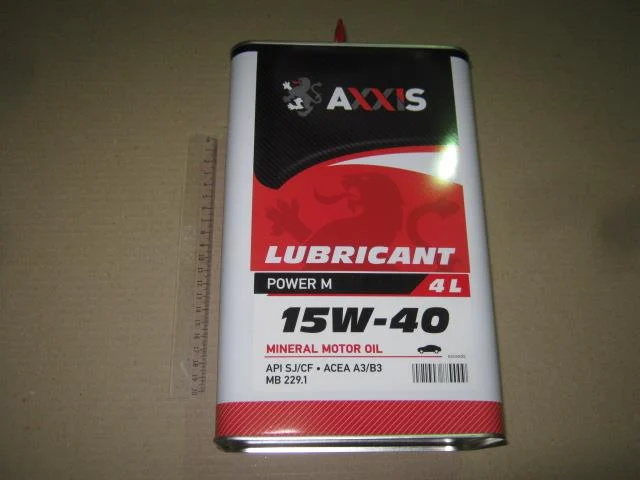 AXXIS
LUBRICANT
POWER M 4 L
15W-40
MINERAL MOTOR OIL
API SJ/CF • ACEA A3/B3
MB 229.1